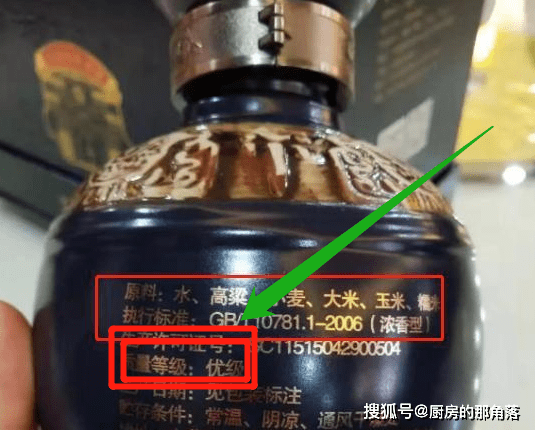 原料：水、高粱、小麦、大米、玉米、糯米
执行标准：GB/T10781.1-2006（浓香型）
生产许可证号：SC11515042900504
质量等级：优级
生产日期：见包装标注
贮存条件：常温、阴凉、通风干燥
搜狐号@厨房的那角落